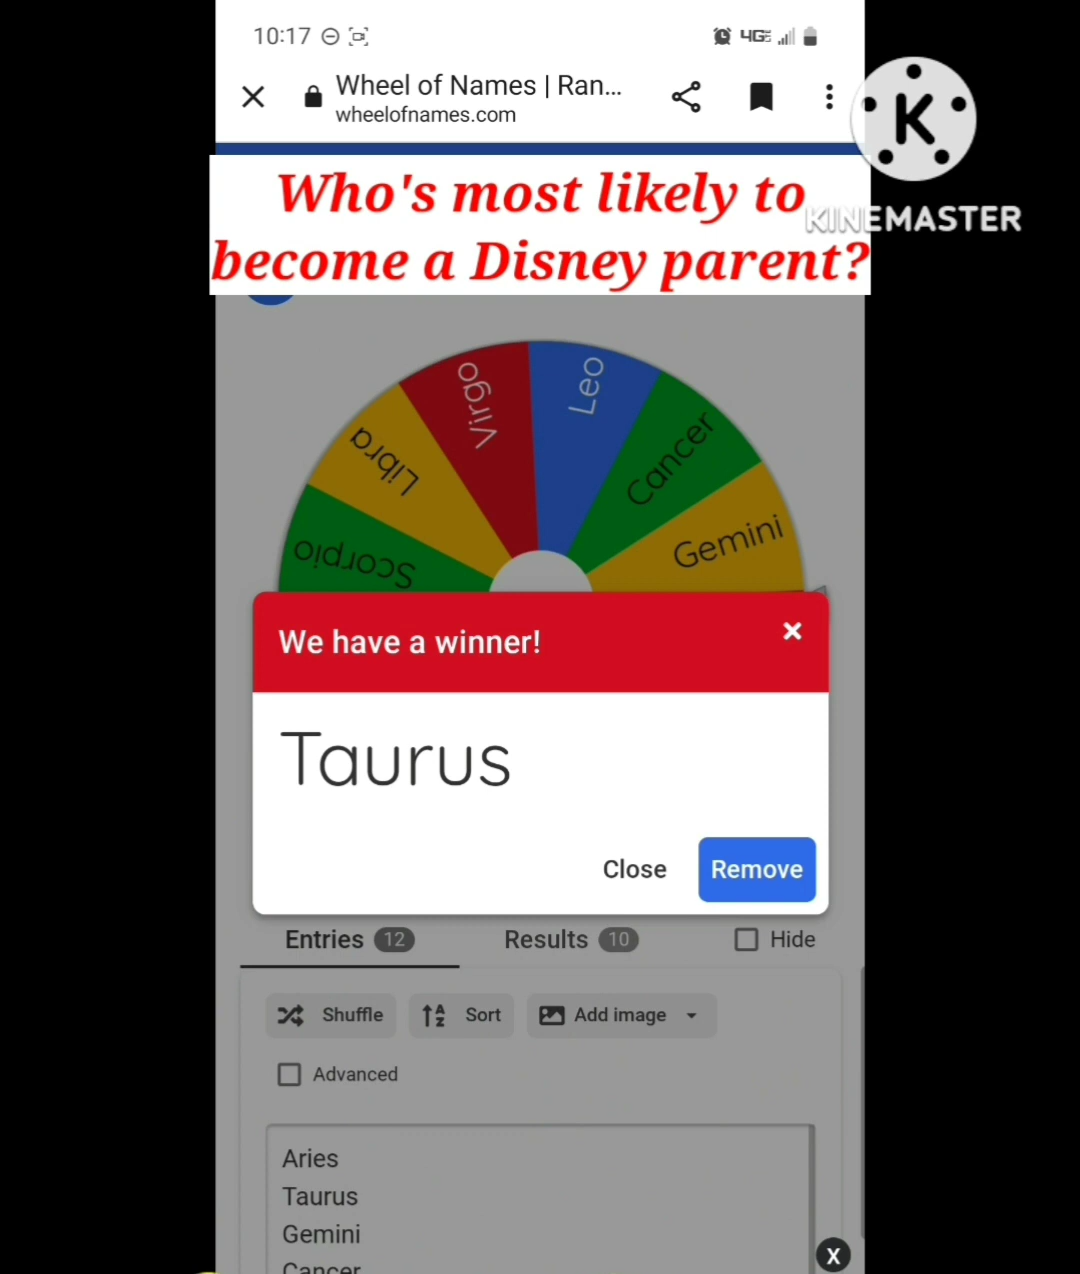 10:17
4GE
Wheel of Names | Ran...
wheelofnames.com
K
KINEMASTER
Who's most likely to
become a Disney parent?
Virgo
Leo
Libra
Cancer
Scorpio
Gemini
We have a winner!
Taurus
Close
Remove
Entries 12
Results 10
Hide
Shuffle
Sort
Add image
Advanced
Aries
Taurus
Gemini
Cancer
X